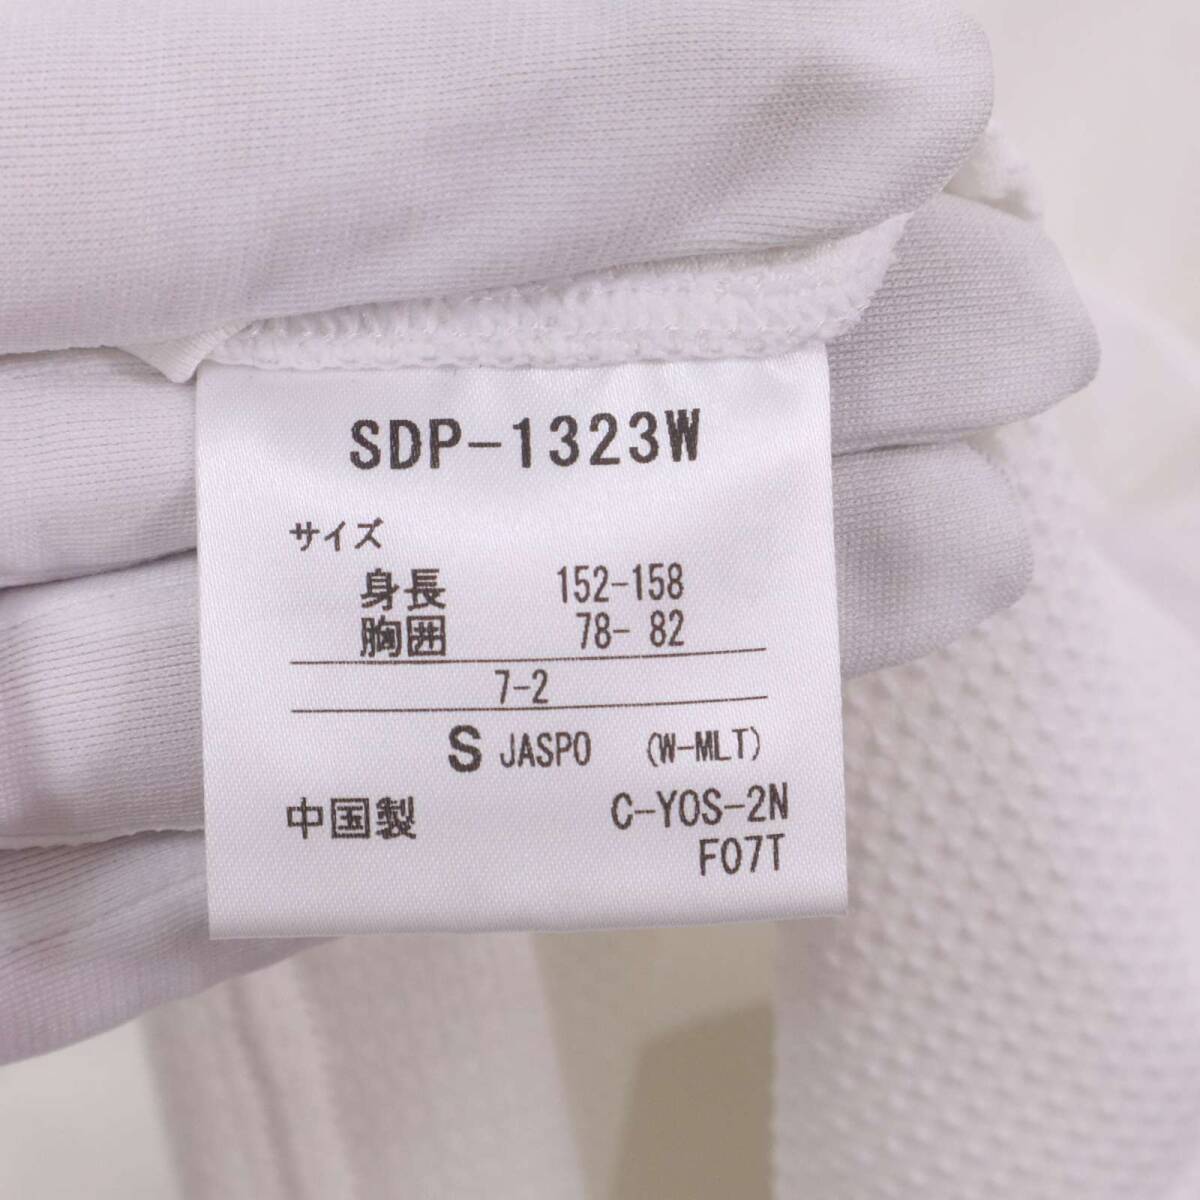 SDP-1323W
サイズ
身長 152-158
胸囲 78- 82
7-2
S JASPO (W-MLT)
中国製 C-YOS-2N
F07T